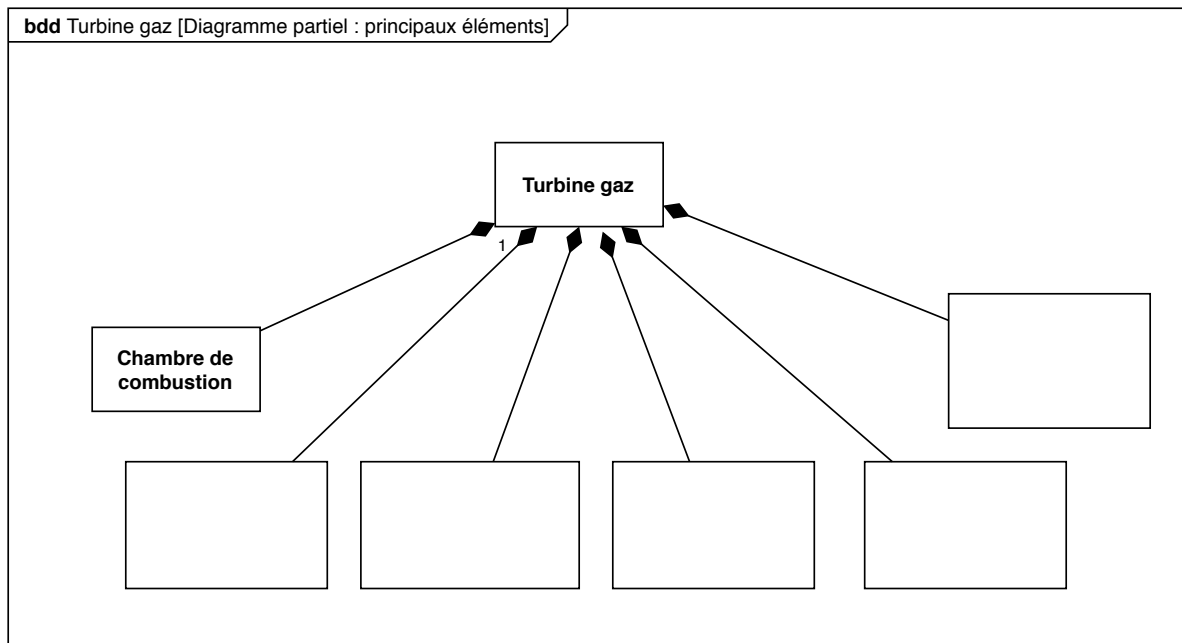 bdd Turbine gaz [Diagramme partiel : principaux éléments]
Turbine gaz
1
Chambre de
combustion